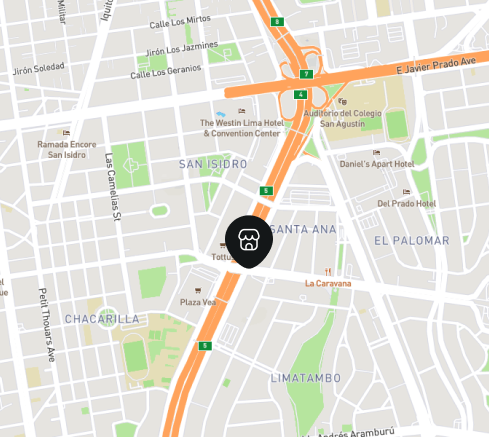 Militar
Iquito
Calle Los Mirtos
8
Jirón Los Jazmines
Jirón Soledad
Calle Los Geranios
E Javier Prado Ave
7
4
The Westin Lima Hotel
& Convention Center
Auditorio del Colegio
San Agustín
Ramada Encore
San Isidro
Las Camelias St
SAN ISIDRO
Daniel's Apart Hotel
5
Del Prado Hotel
SANTA ANA
EL PALOMAR
Tottus
La Caravana
Petit Thouars Ave
Plaza Vea
CHACARILLA
5
LIMATAMBO
Andrés Aramburú